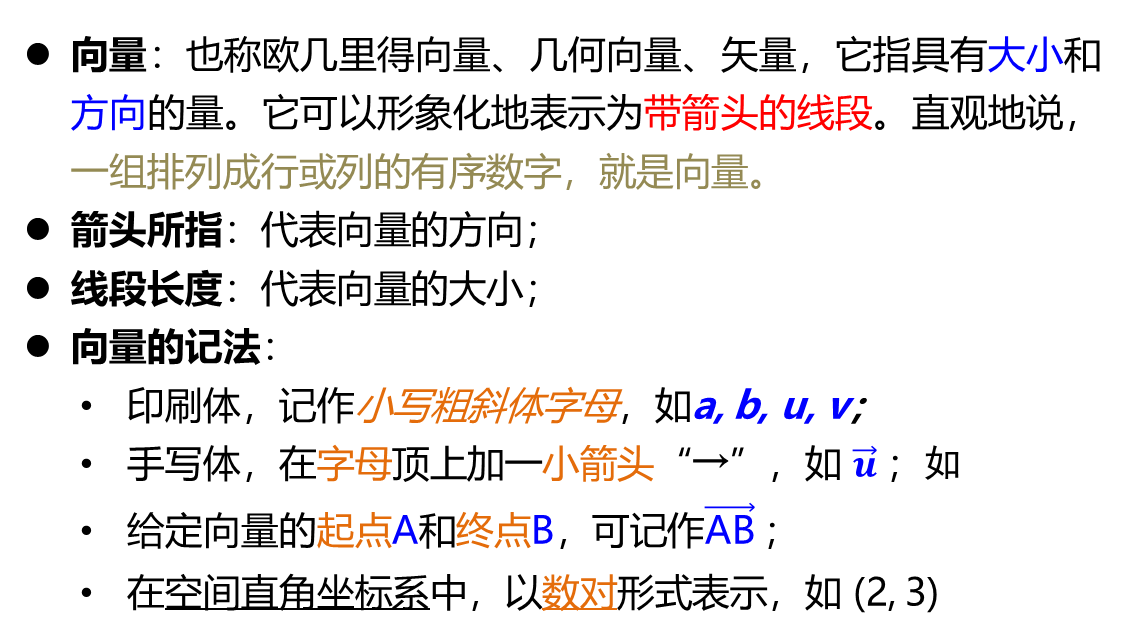 ● 向量：也称欧几里得向量、几何向量、矢量，它指具有大小和
方向的量。它可以形象化地表示为带箭头的线段。直观地说，
一组排列成行或列的有序数字，就是向量。
● 箭头所指：代表向量的方向；
● 线段长度：代表向量的大小；
● 向量的记法：
• 印刷体，记作小写粗斜体字母，如a, b, u, v；
• 手写体，在字母顶上加一小箭头“→”，如 u⃗ ；如
• 给定向量的起点A和终点B，可记作A⃗B⃗ ；
• 在空间直角坐标系中，以数对形式表示，如 (2, 3)